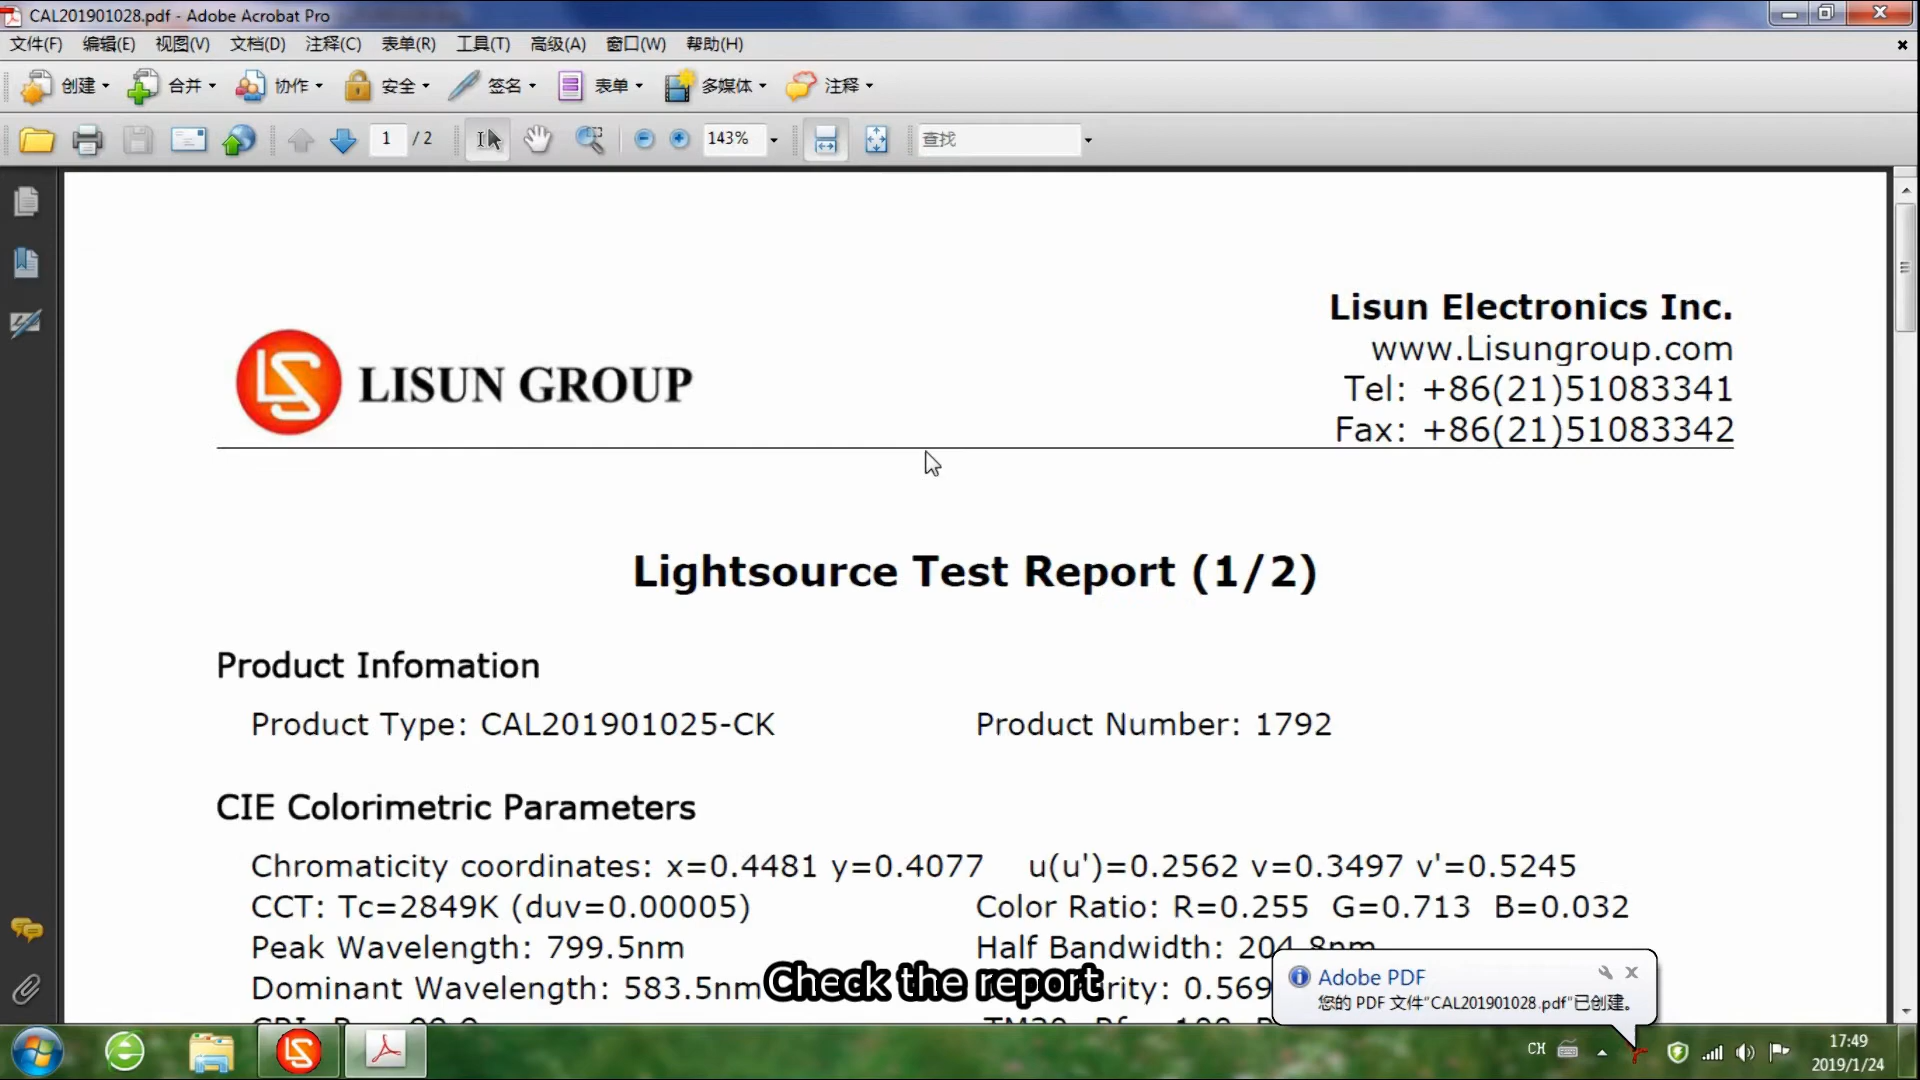 CAL201901028.pdf - Adobe Acrobat Pro
文件(F) 编辑(E) 视图(V) 文档(D) 注释(C) 表单(R) 工具(T) 高级(A) 窗口(W) 帮助(H)
创建 合并 协作 安全 签名 表单 多媒体 注释
1 / 2 143% 查找
Lisun Electronics Inc.
www.Lisungroup.com
Tel: +86(21)51083341
Fax: +86(21)51083342
LS LISUN GROUP
Lightsource Test Report (1/2)
Product Infomation
Product Type: CAL201901025-CK Product Number: 1792
CIE Colorimetric Parameters
Chromaticity coordinates: x=0.4481 y=0.4077 u(u')=0.2562 v=0.3497 v'=0.5245
CCT: Tc=2849K (duv=0.00005) Color Ratio: R=0.255 G=0.713 B=0.032
Peak Wavelength: 799.5nm Half Bandwidth: 204.8nm
Dominant Wavelength: 583.5nm 0.569
Check the report
Adobe PDF
您的 PDF 文件"CAL201901028.pdf"已创建。
CH
17:49
2019/1/24